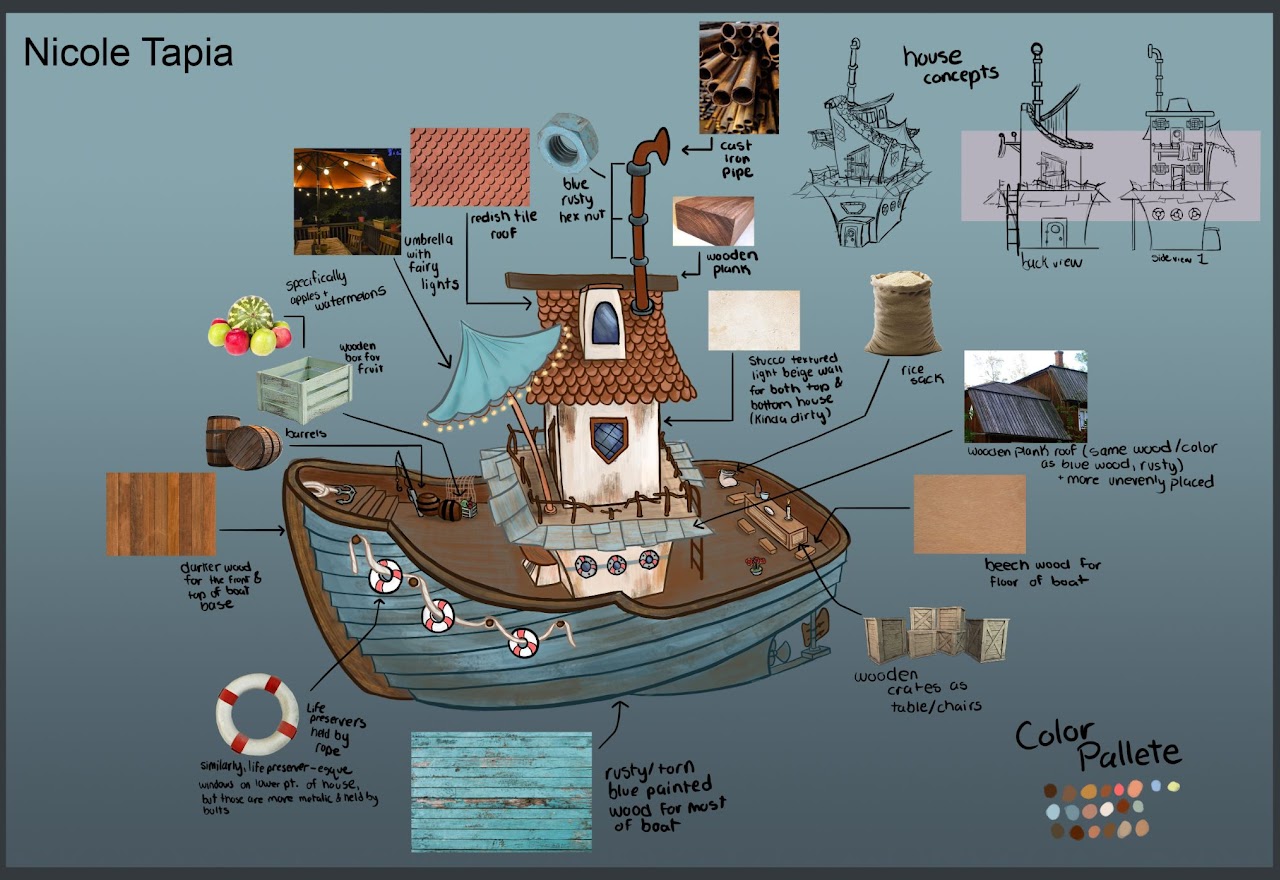 Nicole Tapia
house
concepts
back view
side view 1
cast
iron
pipe
blue
rusty
hex nut
redish tile
roof
wooden
plank
umbrella
with
fairy
lights
specifically
apples +
watermelons
wooden
box for
fruit
barrels
Stucco textured
light beige wall
for both top &
bottom house
(kinda dirty)
rice
sack
wooden plank roof (same wood/color
as blue wood, rusty)
+ more unevenly placed
darker wood
for the front &
top of boat
base
beech wood for
floor of boat
wooden
crates as
table/chairs
life
preservers
held by
rope
similarly, life preserver-esque
window on lower pt. of house,
but those are more metalic & held by
bolts
rusty/torn
blue painted
wood for most
of boat
Color
Pallete